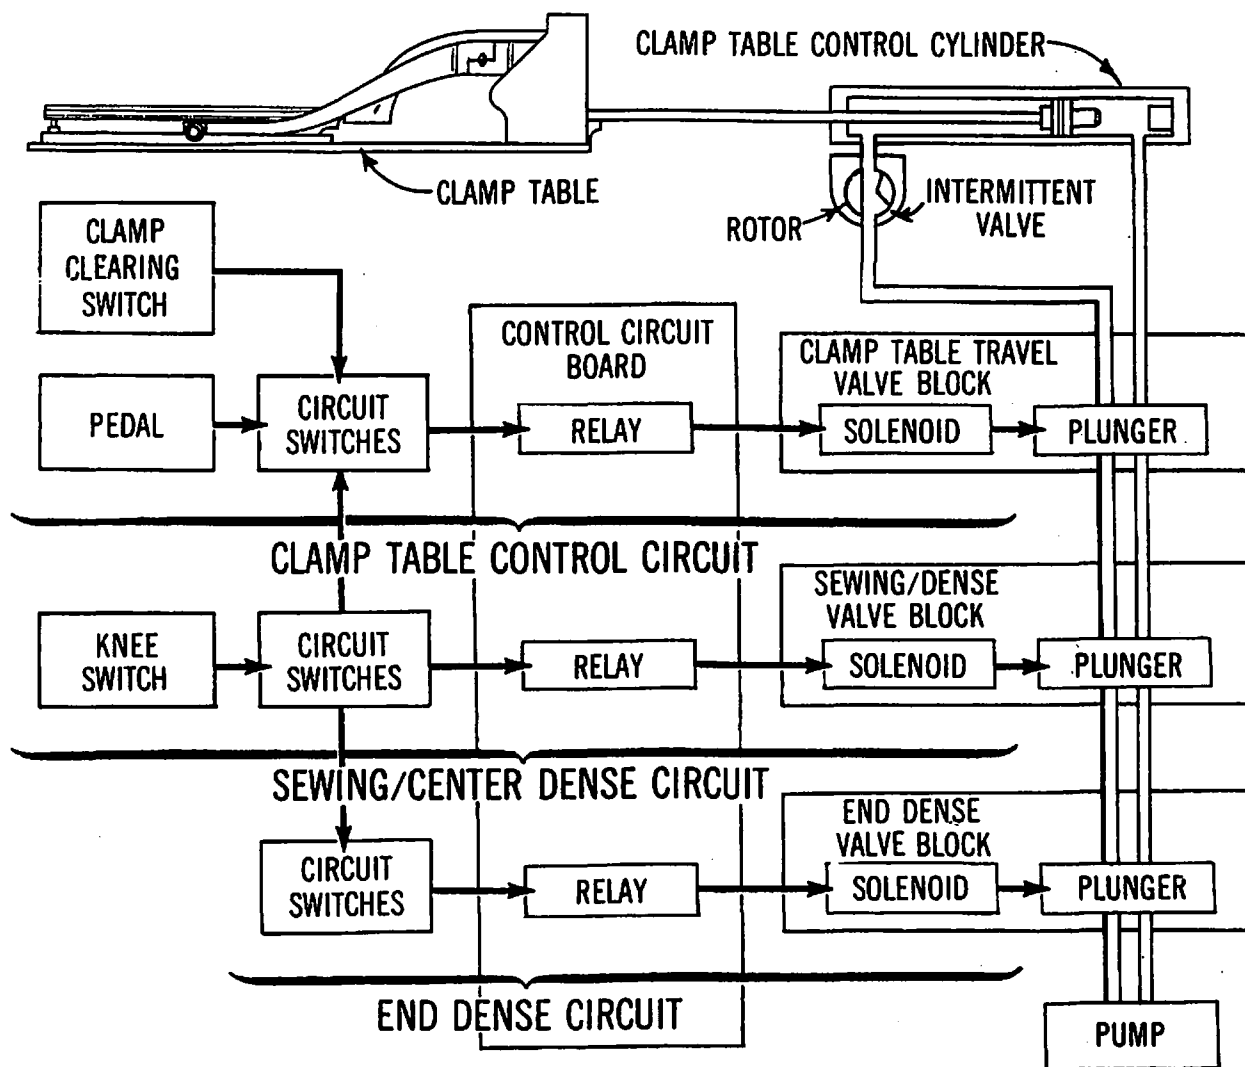 CLAMP TABLE CONTROL CYLINDER
CLAMP TABLE
ROTOR
INTERMITTENT
VALVE
CLAMP
CLEARING
SWITCH
CONTROL CIRCUIT
BOARD
CLAMP TABLE TRAVEL
VALVE BLOCK
PEDAL
CIRCUIT
SWITCHES
RELAY
SOLENOID
PLUNGER
CLAMP TABLE CONTROL CIRCUIT
SEWING/DENSE
VALVE BLOCK
KNEE
SWITCH
CIRCUIT
SWITCHES
RELAY
SOLENOID
PLUNGER
SEWING/CENTER DENSE CIRCUIT
END DENSE
VALVE BLOCK
CIRCUIT
SWITCHES
RELAY
SOLENOID
PLUNGER
END DENSE CIRCUIT
PUMP